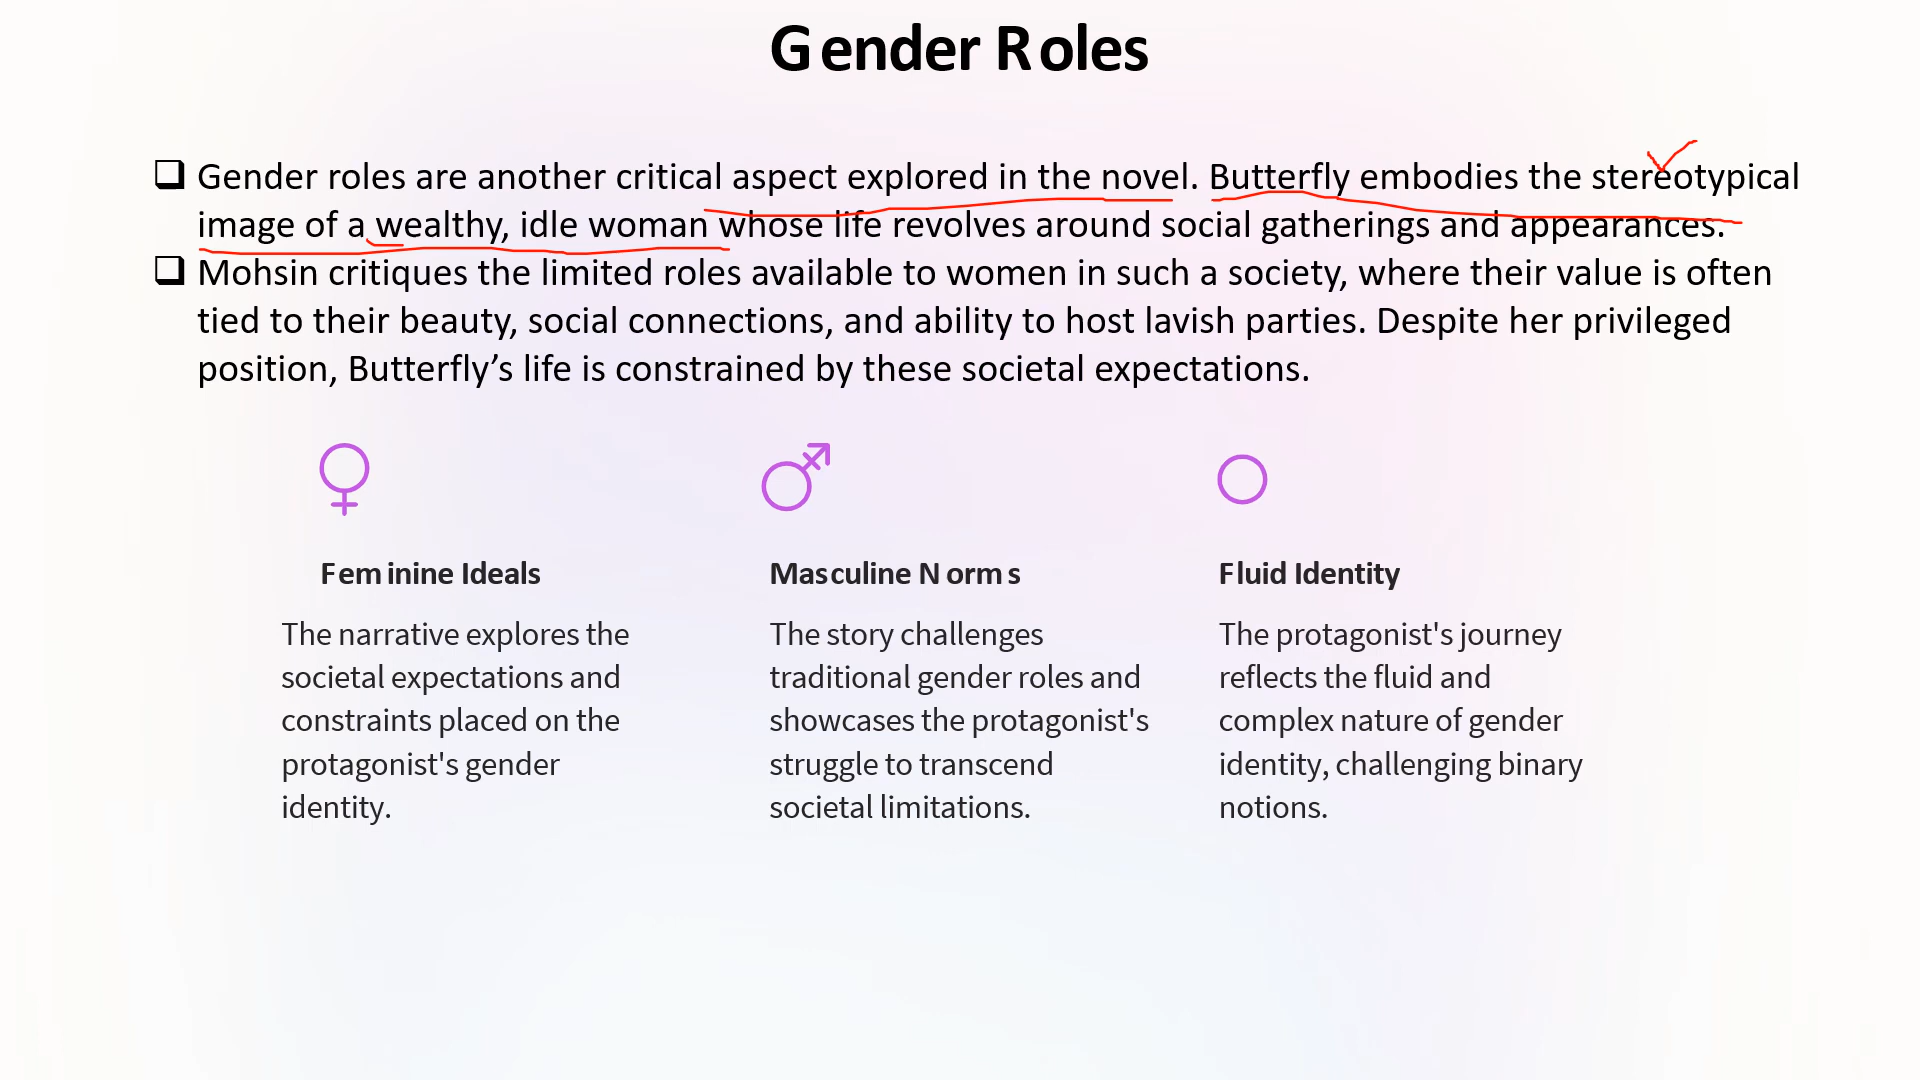 Gender Roles
Gender roles are another critical aspect explored in the novel. Butterfly embodies the stereotypical
image of a wealthy, idle woman whose life revolves around social gatherings and appearances.
Mohsin critiques the limited roles available to women in such a society, where their value is often
tied to their beauty, social connections, and ability to host lavish parties. Despite her privileged
position, Butterfly’s life is constrained by these societal expectations.
Feminine Ideals
The narrative explores the
societal expectations and
constraints placed on the
protagonist's gender
identity.
Masculine Norms
The story challenges
traditional gender roles and
showcases the protagonist's
struggle to transcend
societal limitations.
Fluid Identity
The protagonist's journey
reflects the fluid and
complex nature of gender
identity, challenging binary
notions.